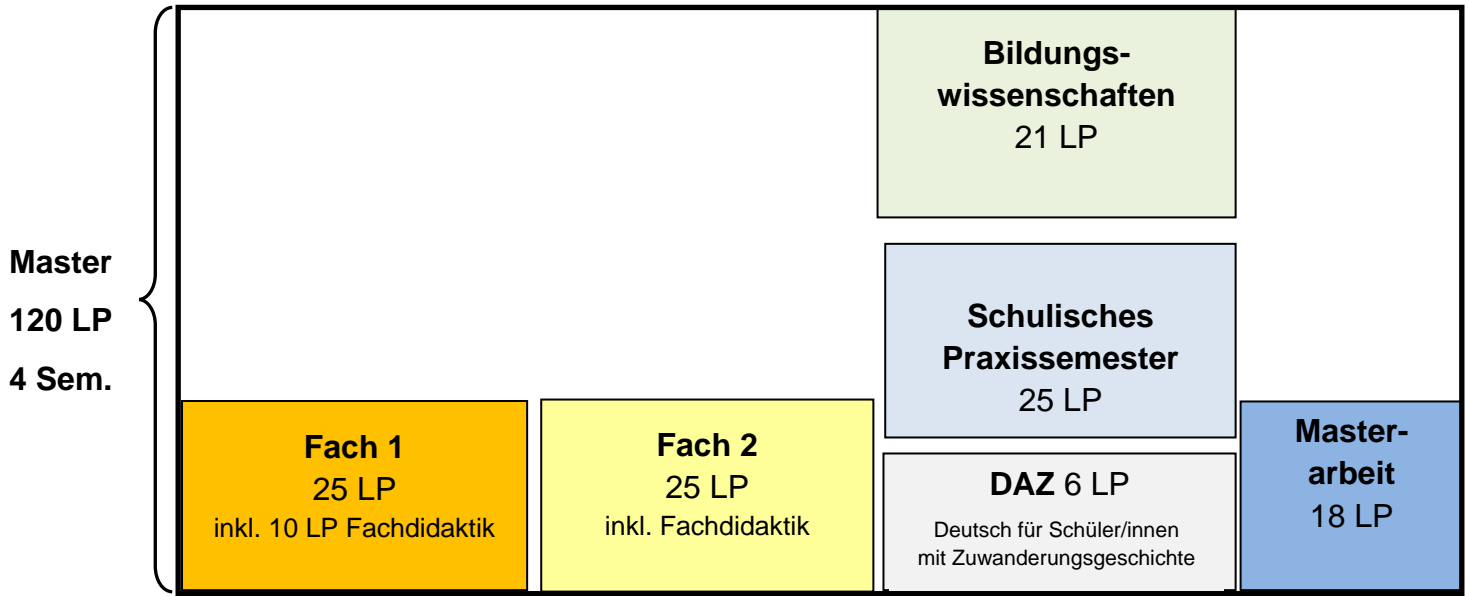 Master
120 LP
4 Sem.
Bildungs-
wissenschaften
21 LP
Schulisches
Praxissemester
25 LP
Fach 1
25 LP
inkl. 10 LP Fachdidaktik
Fach 2
25 LP
inkl. Fachdidaktik
DAZ 6 LP
Deutsch für Schüler/innen
mit Zuwanderungsgeschichte
Master-
arbeit
18 LP